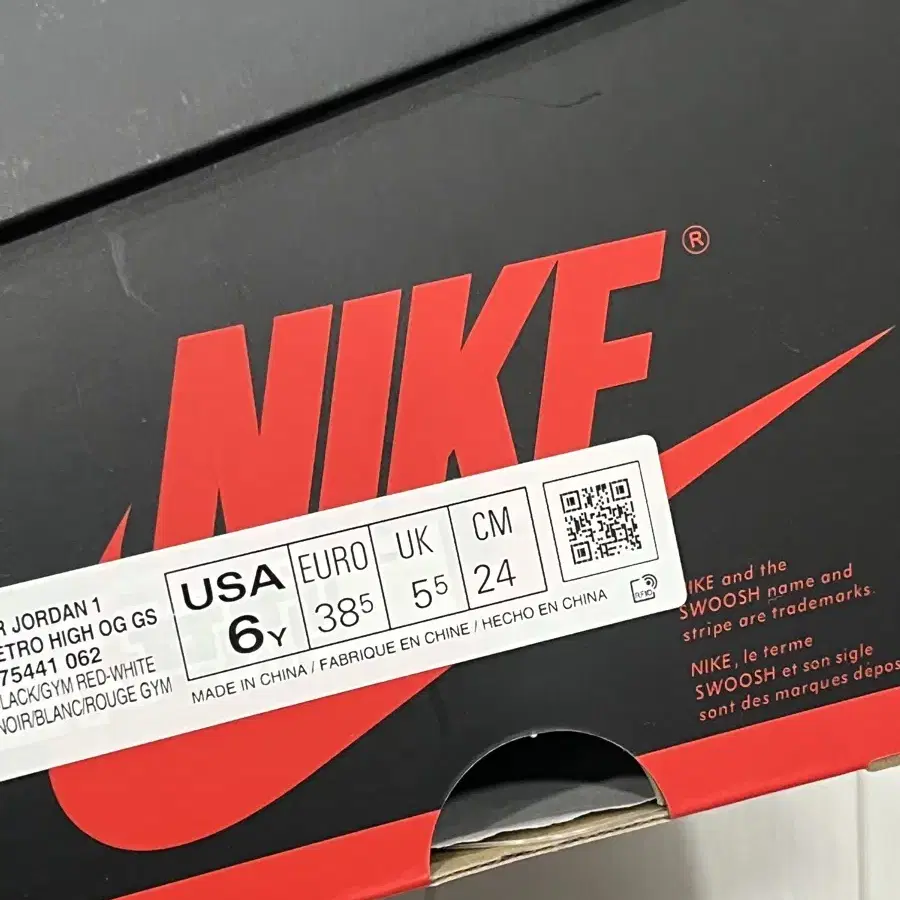 NIKE ®
R JORDAN 1
ETRO HIGH OG GS
75441 062
LACK/GYM RED-WHITE
NOIR/BLANC/ROUGE GYM
USA
6Y
EURO
385
UK
55
CM
24
MADE IN CHINA / FABRIQUE EN CHINE / HECHO EN CHINA
RFID
IKE and the
SWOOSH name and
stripe are trademarks.
NIKE, le terme
SWOOSH et son sigle
sont des marques dépos